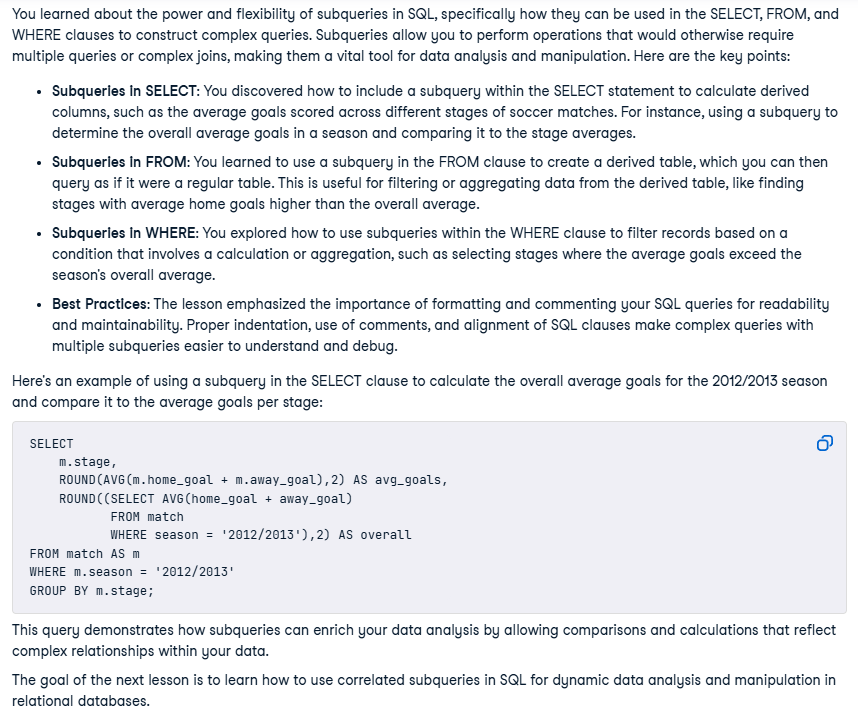 You learned about the power and flexibility of subqueries in SQL, specifically how they can be used in the SELECT, FROM, and
WHERE clauses to construct complex queries. Subqueries allow you to perform operations that would otherwise require
multiple queries or complex joins, making them a vital tool for data analysis and manipulation. Here are the key points:
• Subqueries in SELECT: You discovered how to include a subquery within the SELECT statement to calculate derived
columns, such as the average goals scored across different stages of soccer matches. For instance, using a subquery to
determine the overall average goals in a season and comparing it to the stage averages.
• Subqueries in FROM: You learned to use a subquery in the FROM clause to create a derived table, which you can then
query as if it were a regular table. This is useful for filtering or aggregating data from the derived table, like finding
stages with average home goals higher than the overall average.
• Subqueries in WHERE: You explored how to use subqueries within the WHERE clause to filter records based on a
condition that involves a calculation or aggregation, such as selecting stages where the average goals exceed the
season's overall average.
• Best Practices: The lesson emphasized the importance of formatting and commenting your SQL queries for readability
and maintainability. Proper indentation, use of comments, and alignment of SQL clauses make complex queries with
multiple subqueries easier to understand and debug.
Here's an example of using a subquery in the SELECT clause to calculate the overall average goals for the 2012/2013 season
and compare it to the average goals per stage:
SELECT
    m.stage,
    ROUND(AVG(m.home_goal + m.away_goal),2) AS avg_goals,
    ROUND((SELECT AVG(home_goal + away_goal)
           FROM match
           WHERE season = '2012/2013'),2) AS overall
FROM match AS m
WHERE m.season = '2012/2013'
GROUP BY m.stage;
This query demonstrates how subqueries can enrich your data analysis by allowing comparisons and calculations that reflect
complex relationships within your data.
The goal of the next lesson is to learn how to use correlated subqueries in SQL for dynamic data analysis and manipulation in
relational databases.